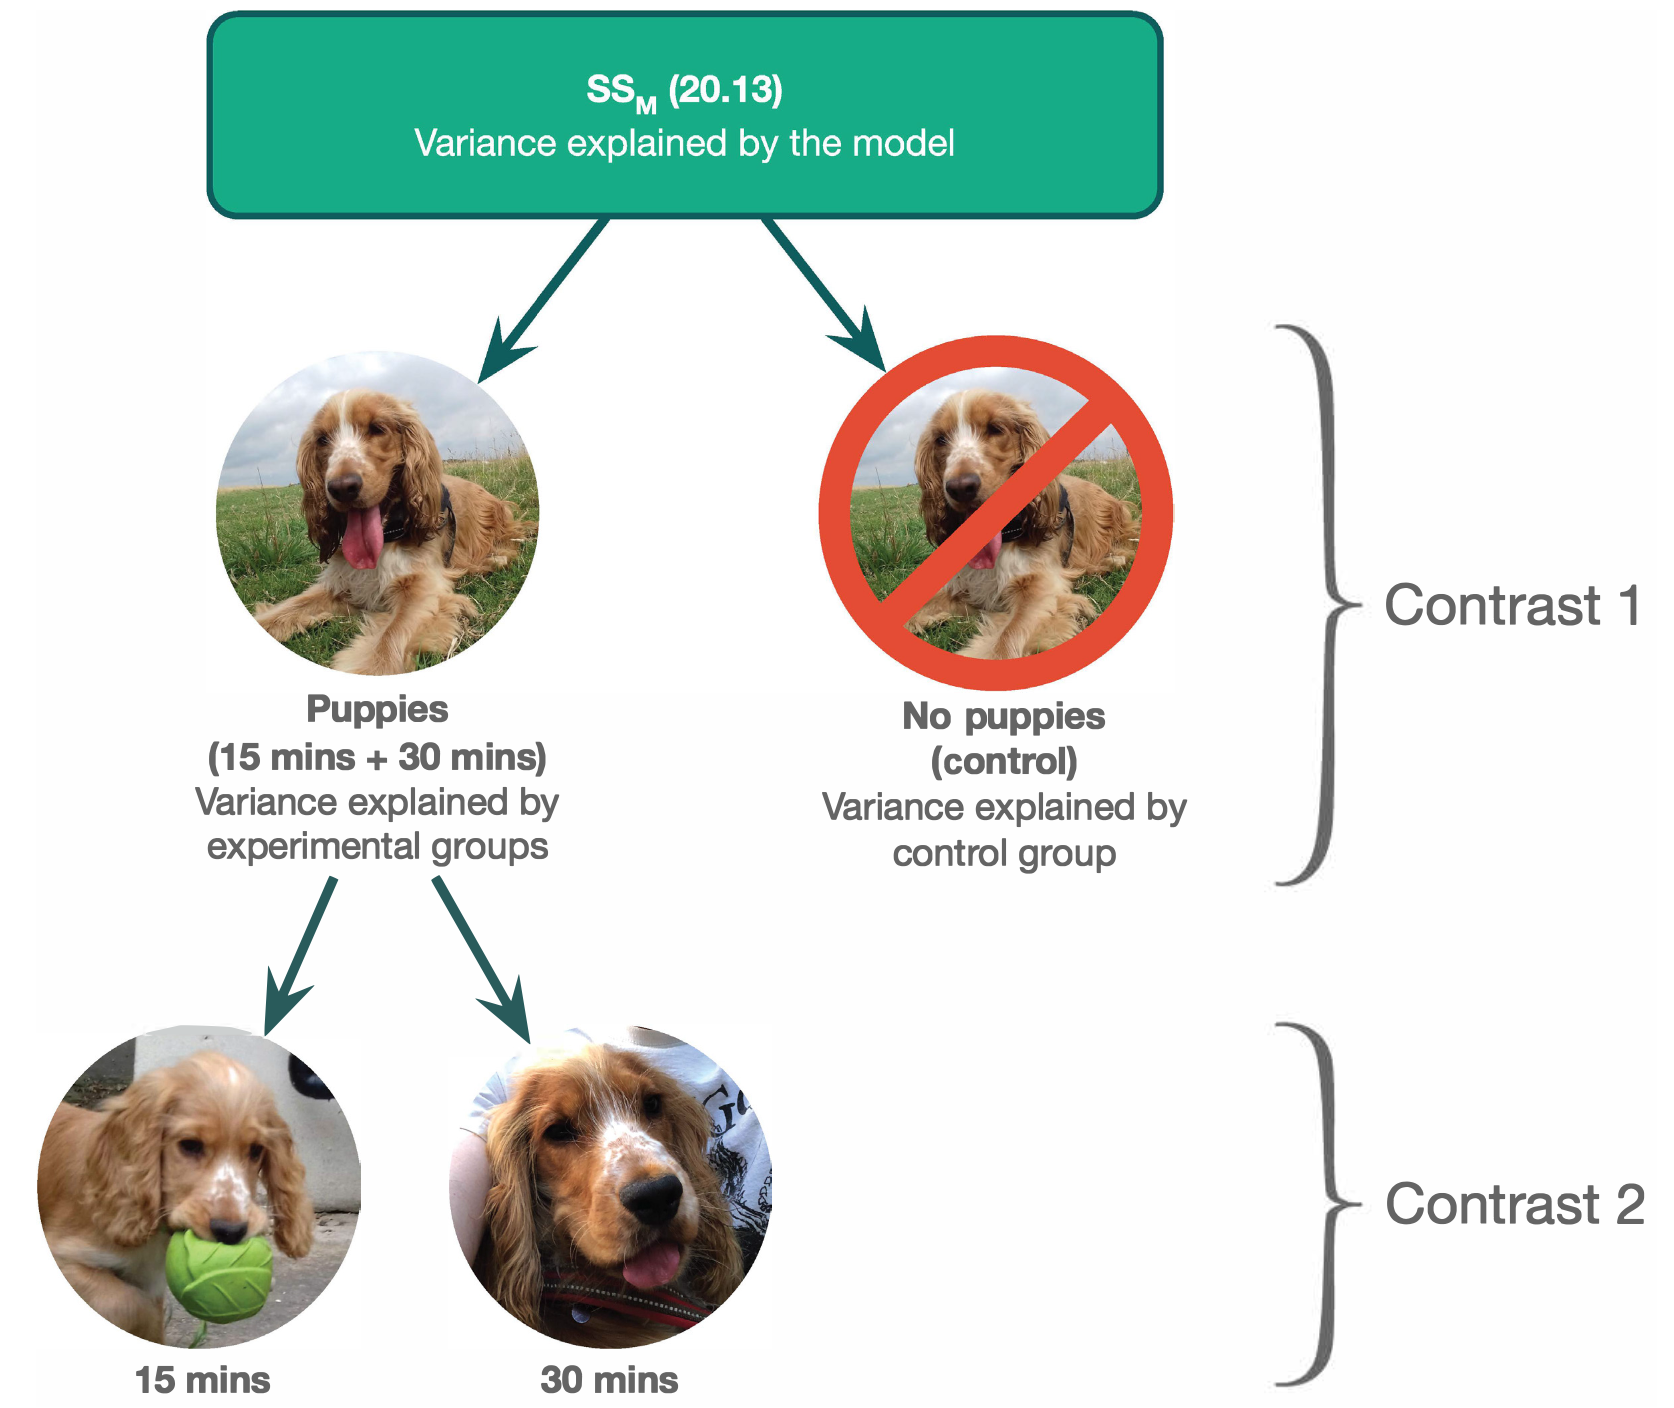 SSM (20.13)
Variance explained by the model
Puppies
(15 mins + 30 mins)
Variance explained by
experimental groups
No puppies
(control)
Variance explained by
control group
Contrast 1
15 mins
30 mins
Contrast 2